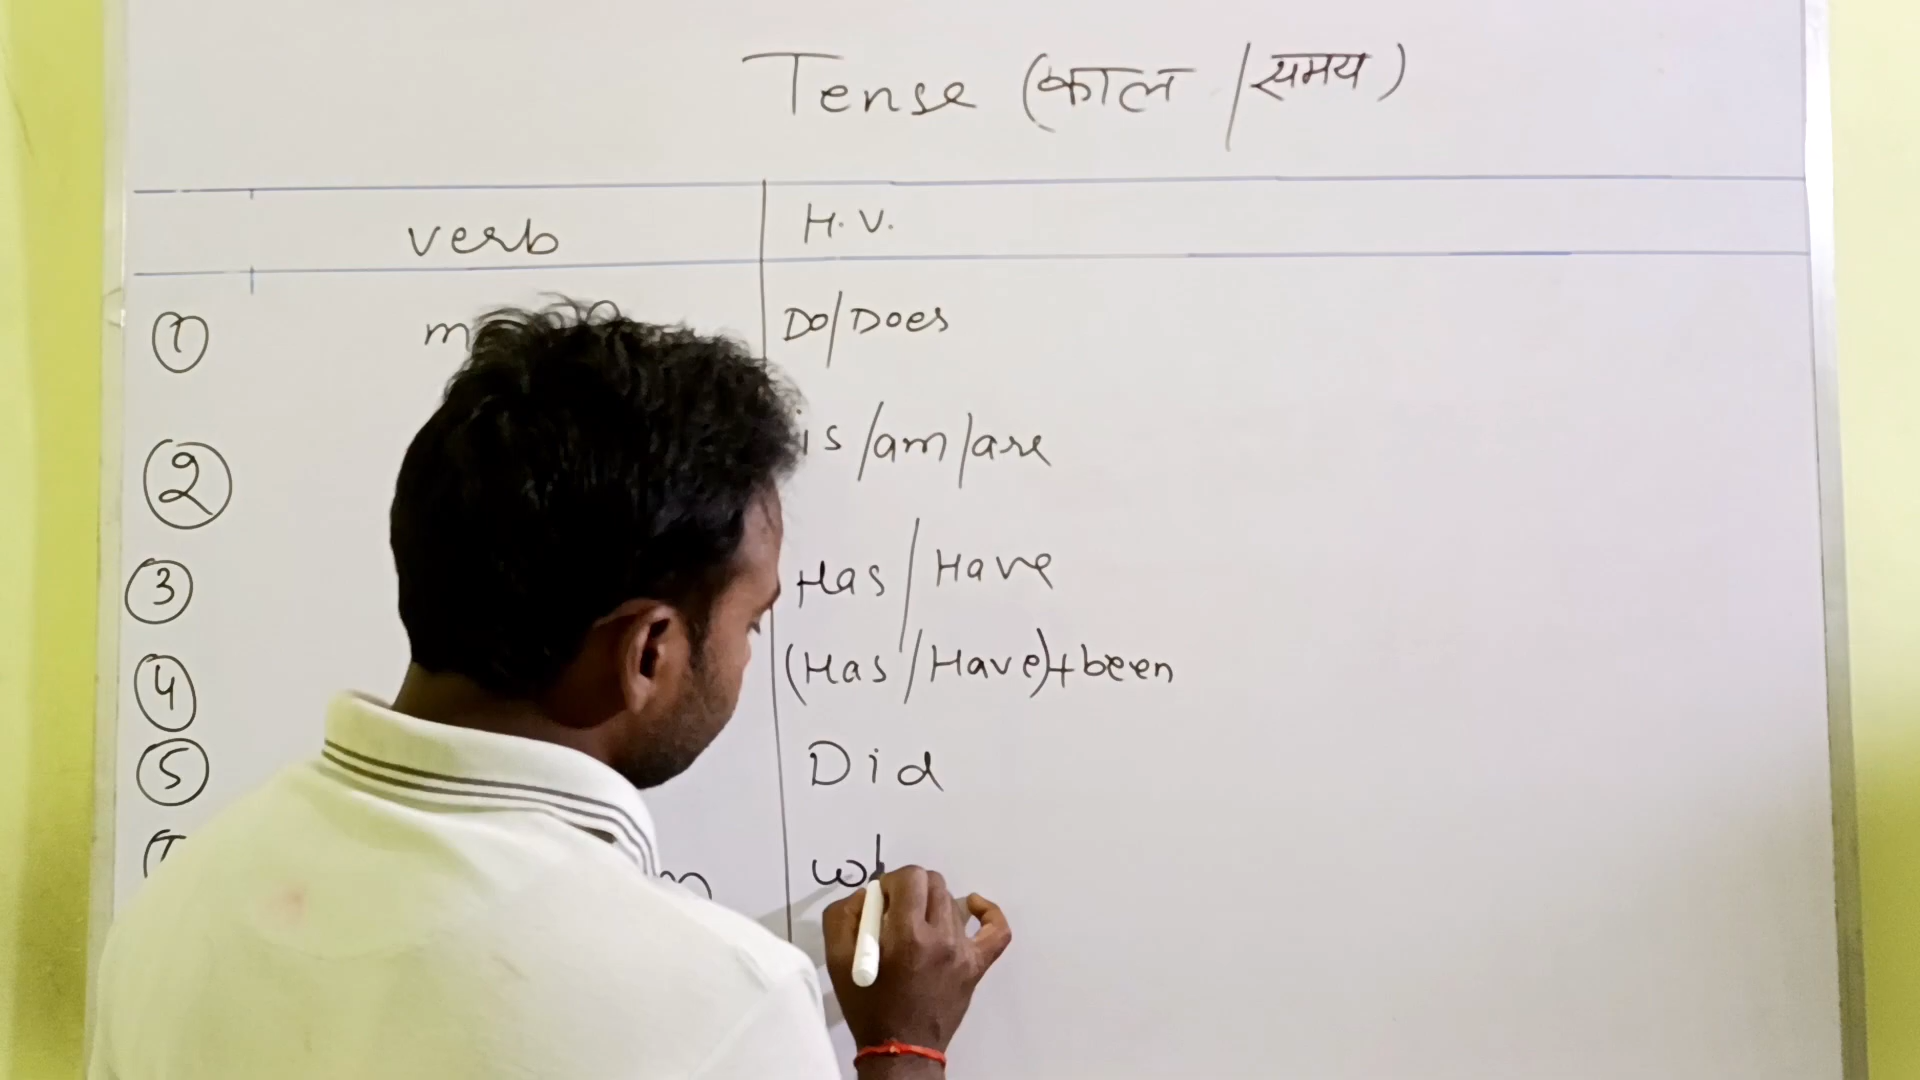 Tense (काल / समय)
verb H.V.
1 Do/Does
2 is/am/are
3 Has/Have
4 (Has/Have)+been
5 Did